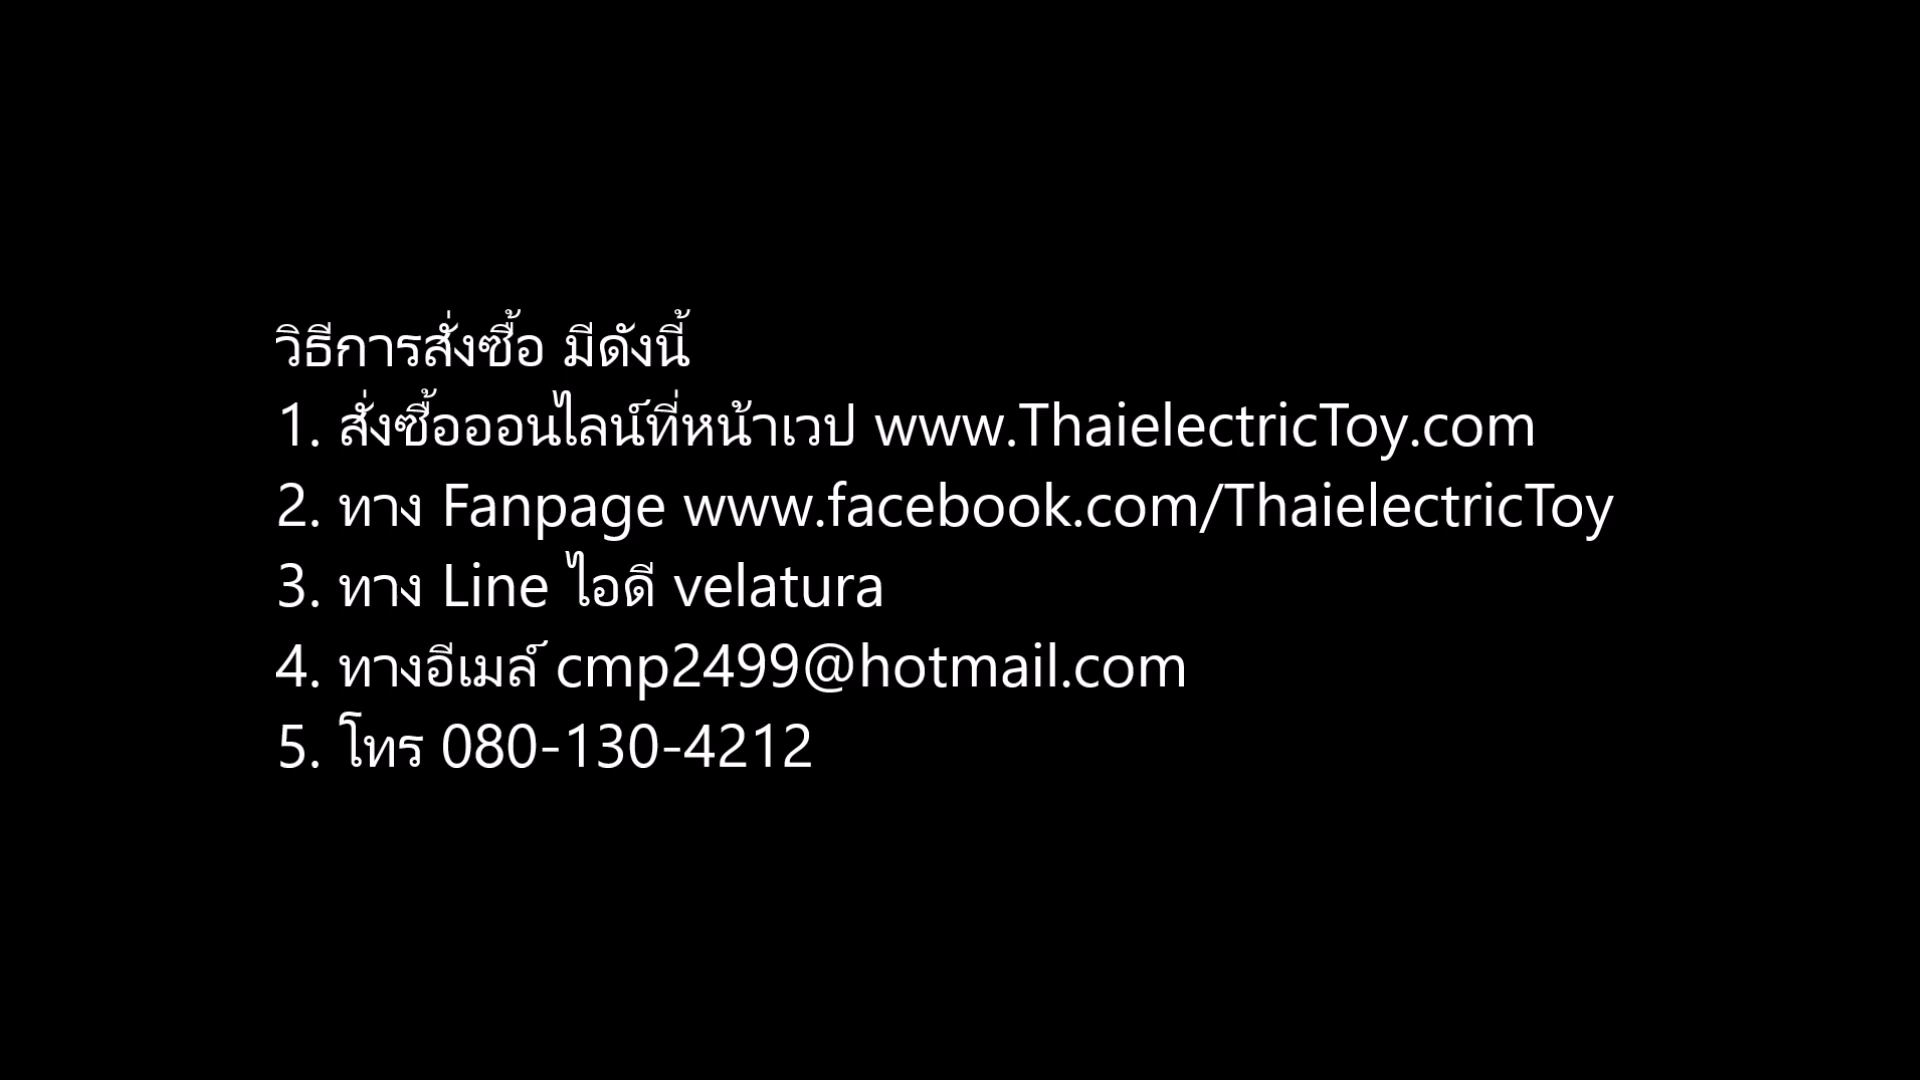 วิธีการสั่งซื้อ มีดังนี้
1. สั่งซื้อออนไลน์ที่หน้าเวป www.ThaielectricToy.com
2. ทาง Fanpage www.facebook.com/ThaielectricToy
3. ทาง Line ไอดี velatura
4. ทางอีเมล์ cmp2499@hotmail.com
5. โทร 080-130-4212